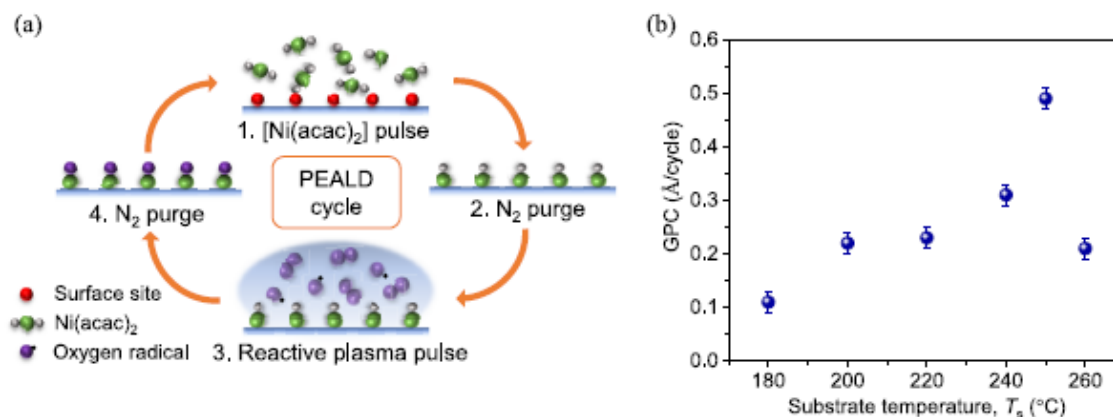 (a)
1. [Ni(acac)₂] pulse
PEALD
cycle
2. N₂ purge
3. Reactive plasma pulse
4. N₂ purge
Surface site
Ni(acac)₂
Oxygen radical
(b)
GPC (Å/cycle)
0.6
0.5
0.4
0.3
0.2
0.1
0.0
180 200 220 240 260
Substrate temperature, Tₛ (°C)